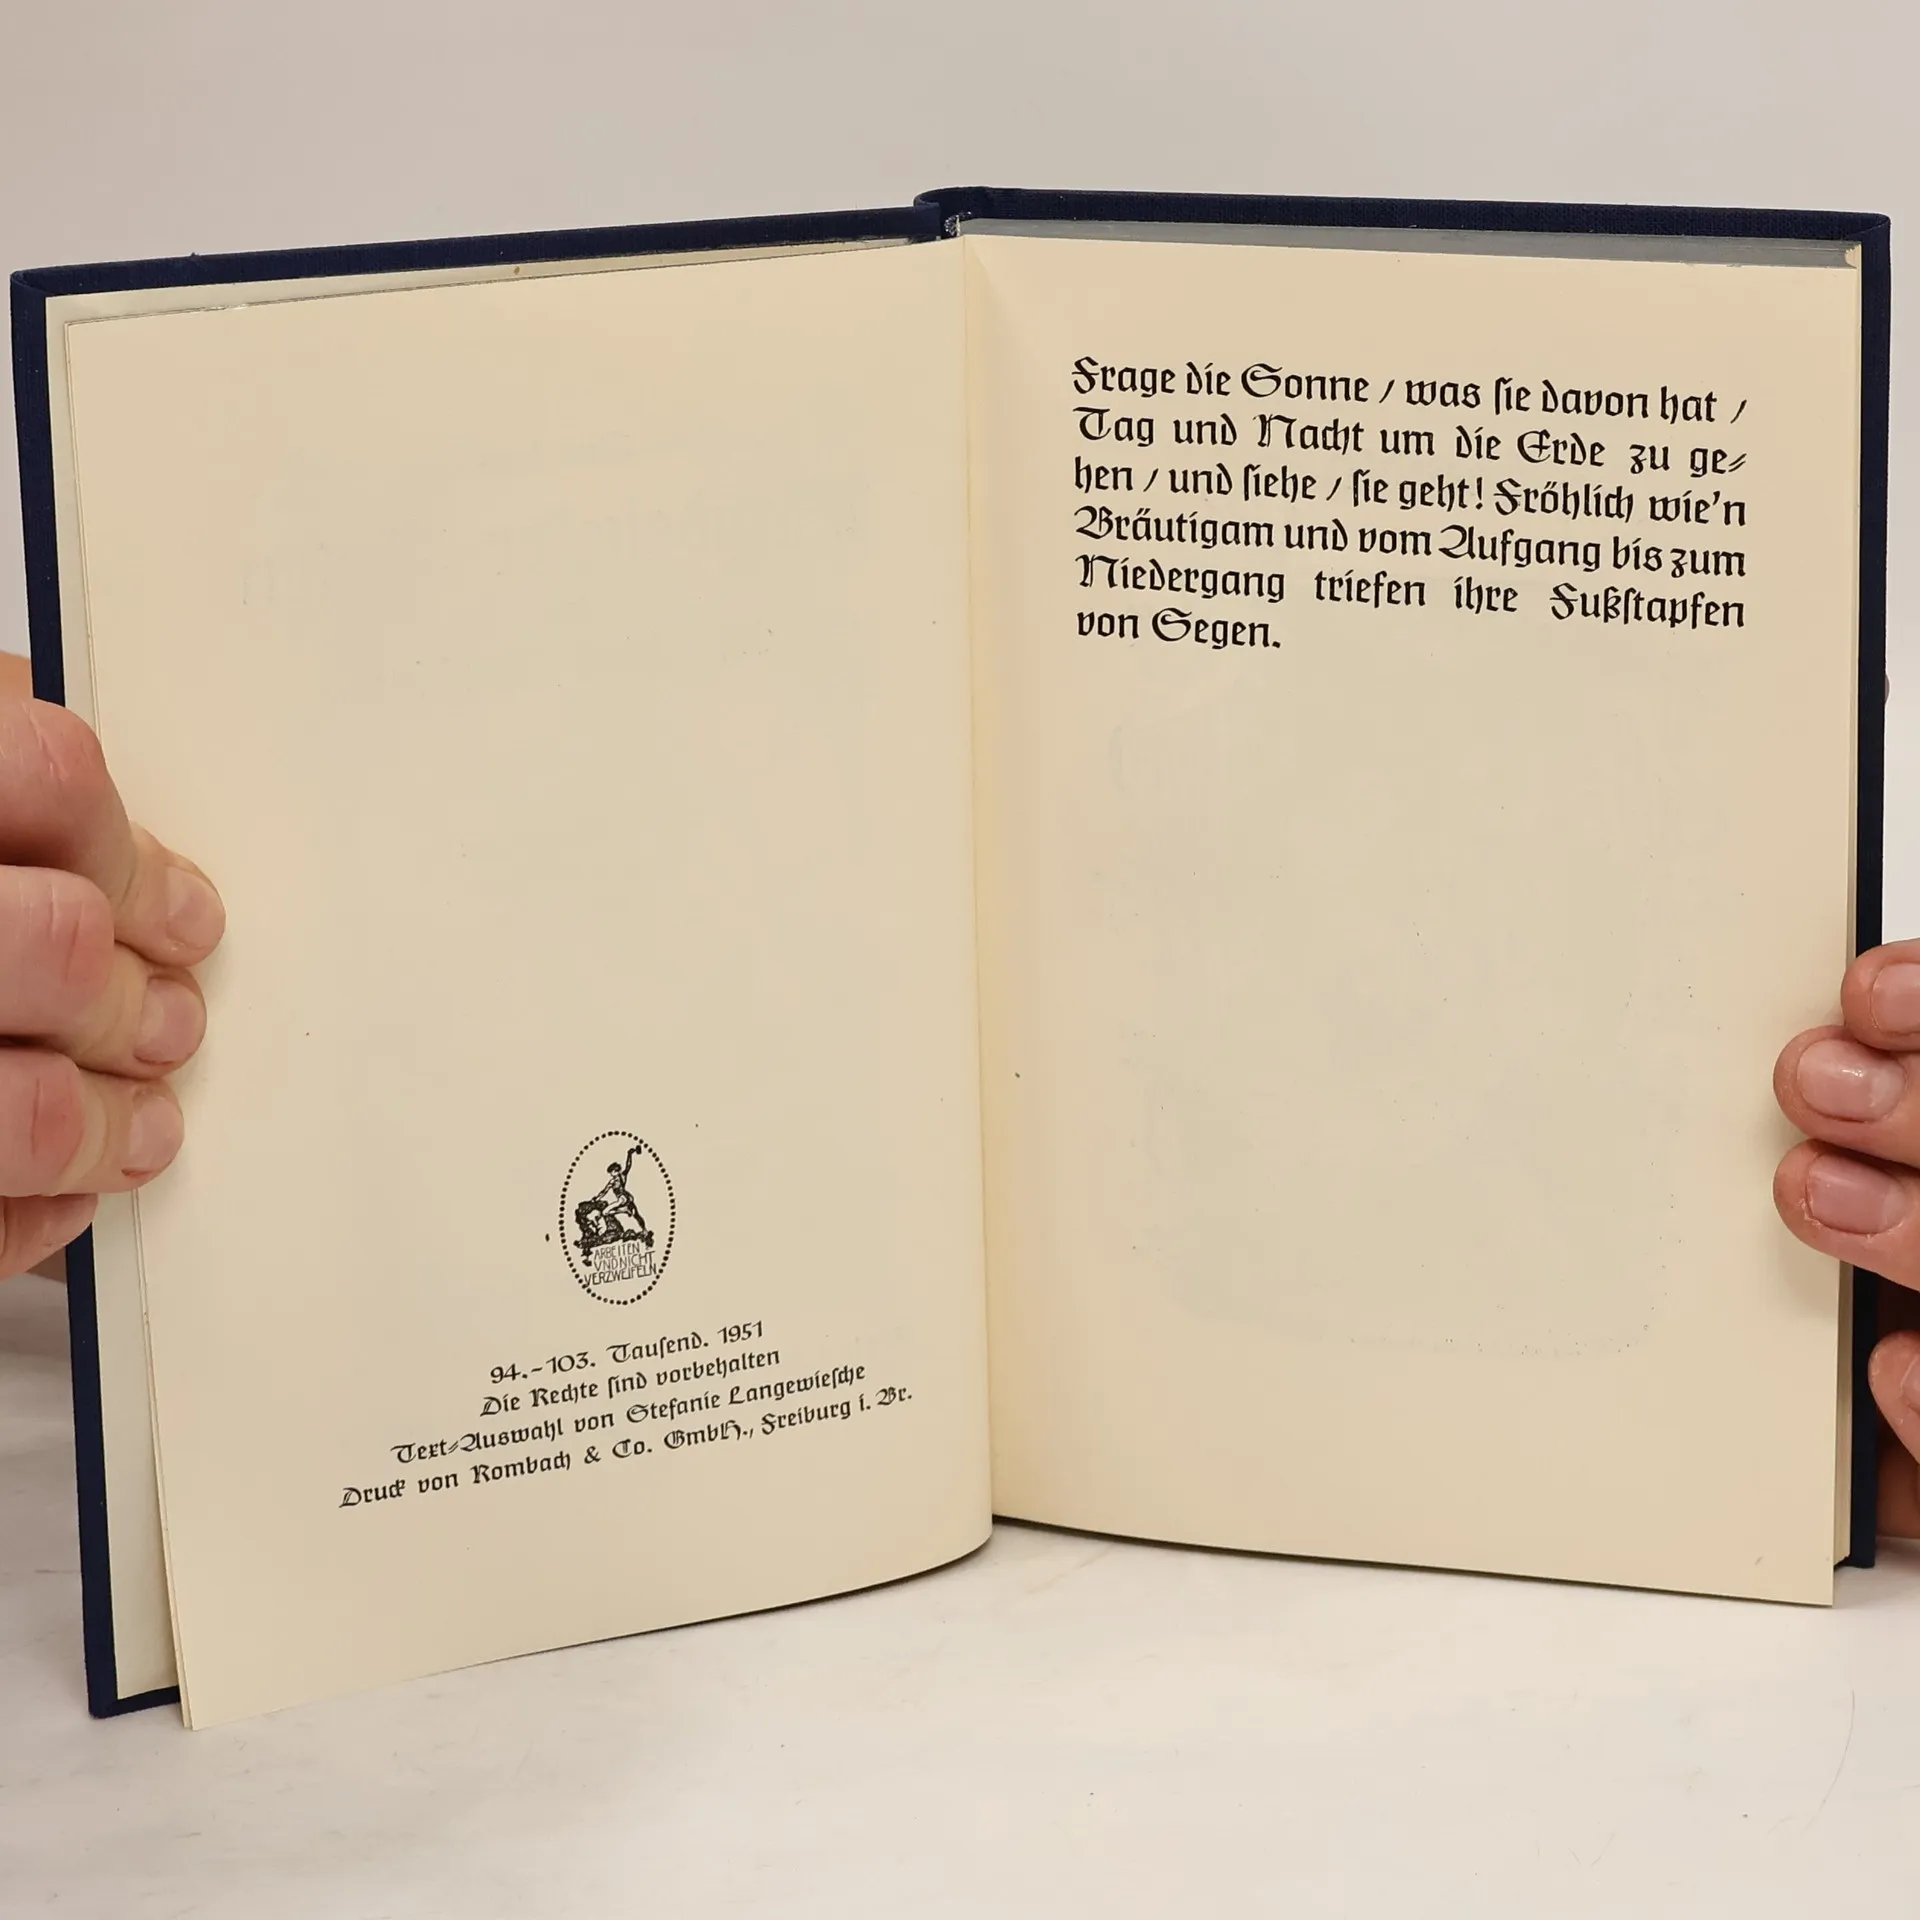 ARBEITEN
VND NICHT
VERZWEIFELN
94.-103. Tauſend. 1951
Die Rechte ſind vorbehalten
Text⸗Auswahl von Stefanie Langewieſche
Druck von Rombach & Co. GmbH., Freiburg i. Br.
Frage die Sonne / was ſie davon hat /
Tag und Nacht um die Erde zu ge⸗
hen / und ſiehe / ſie geht! Fröhlich wie'n
Bräutigam und vom Aufgang bis zum
Niedergang triefen ihre Fußſtapfen
von Segen.